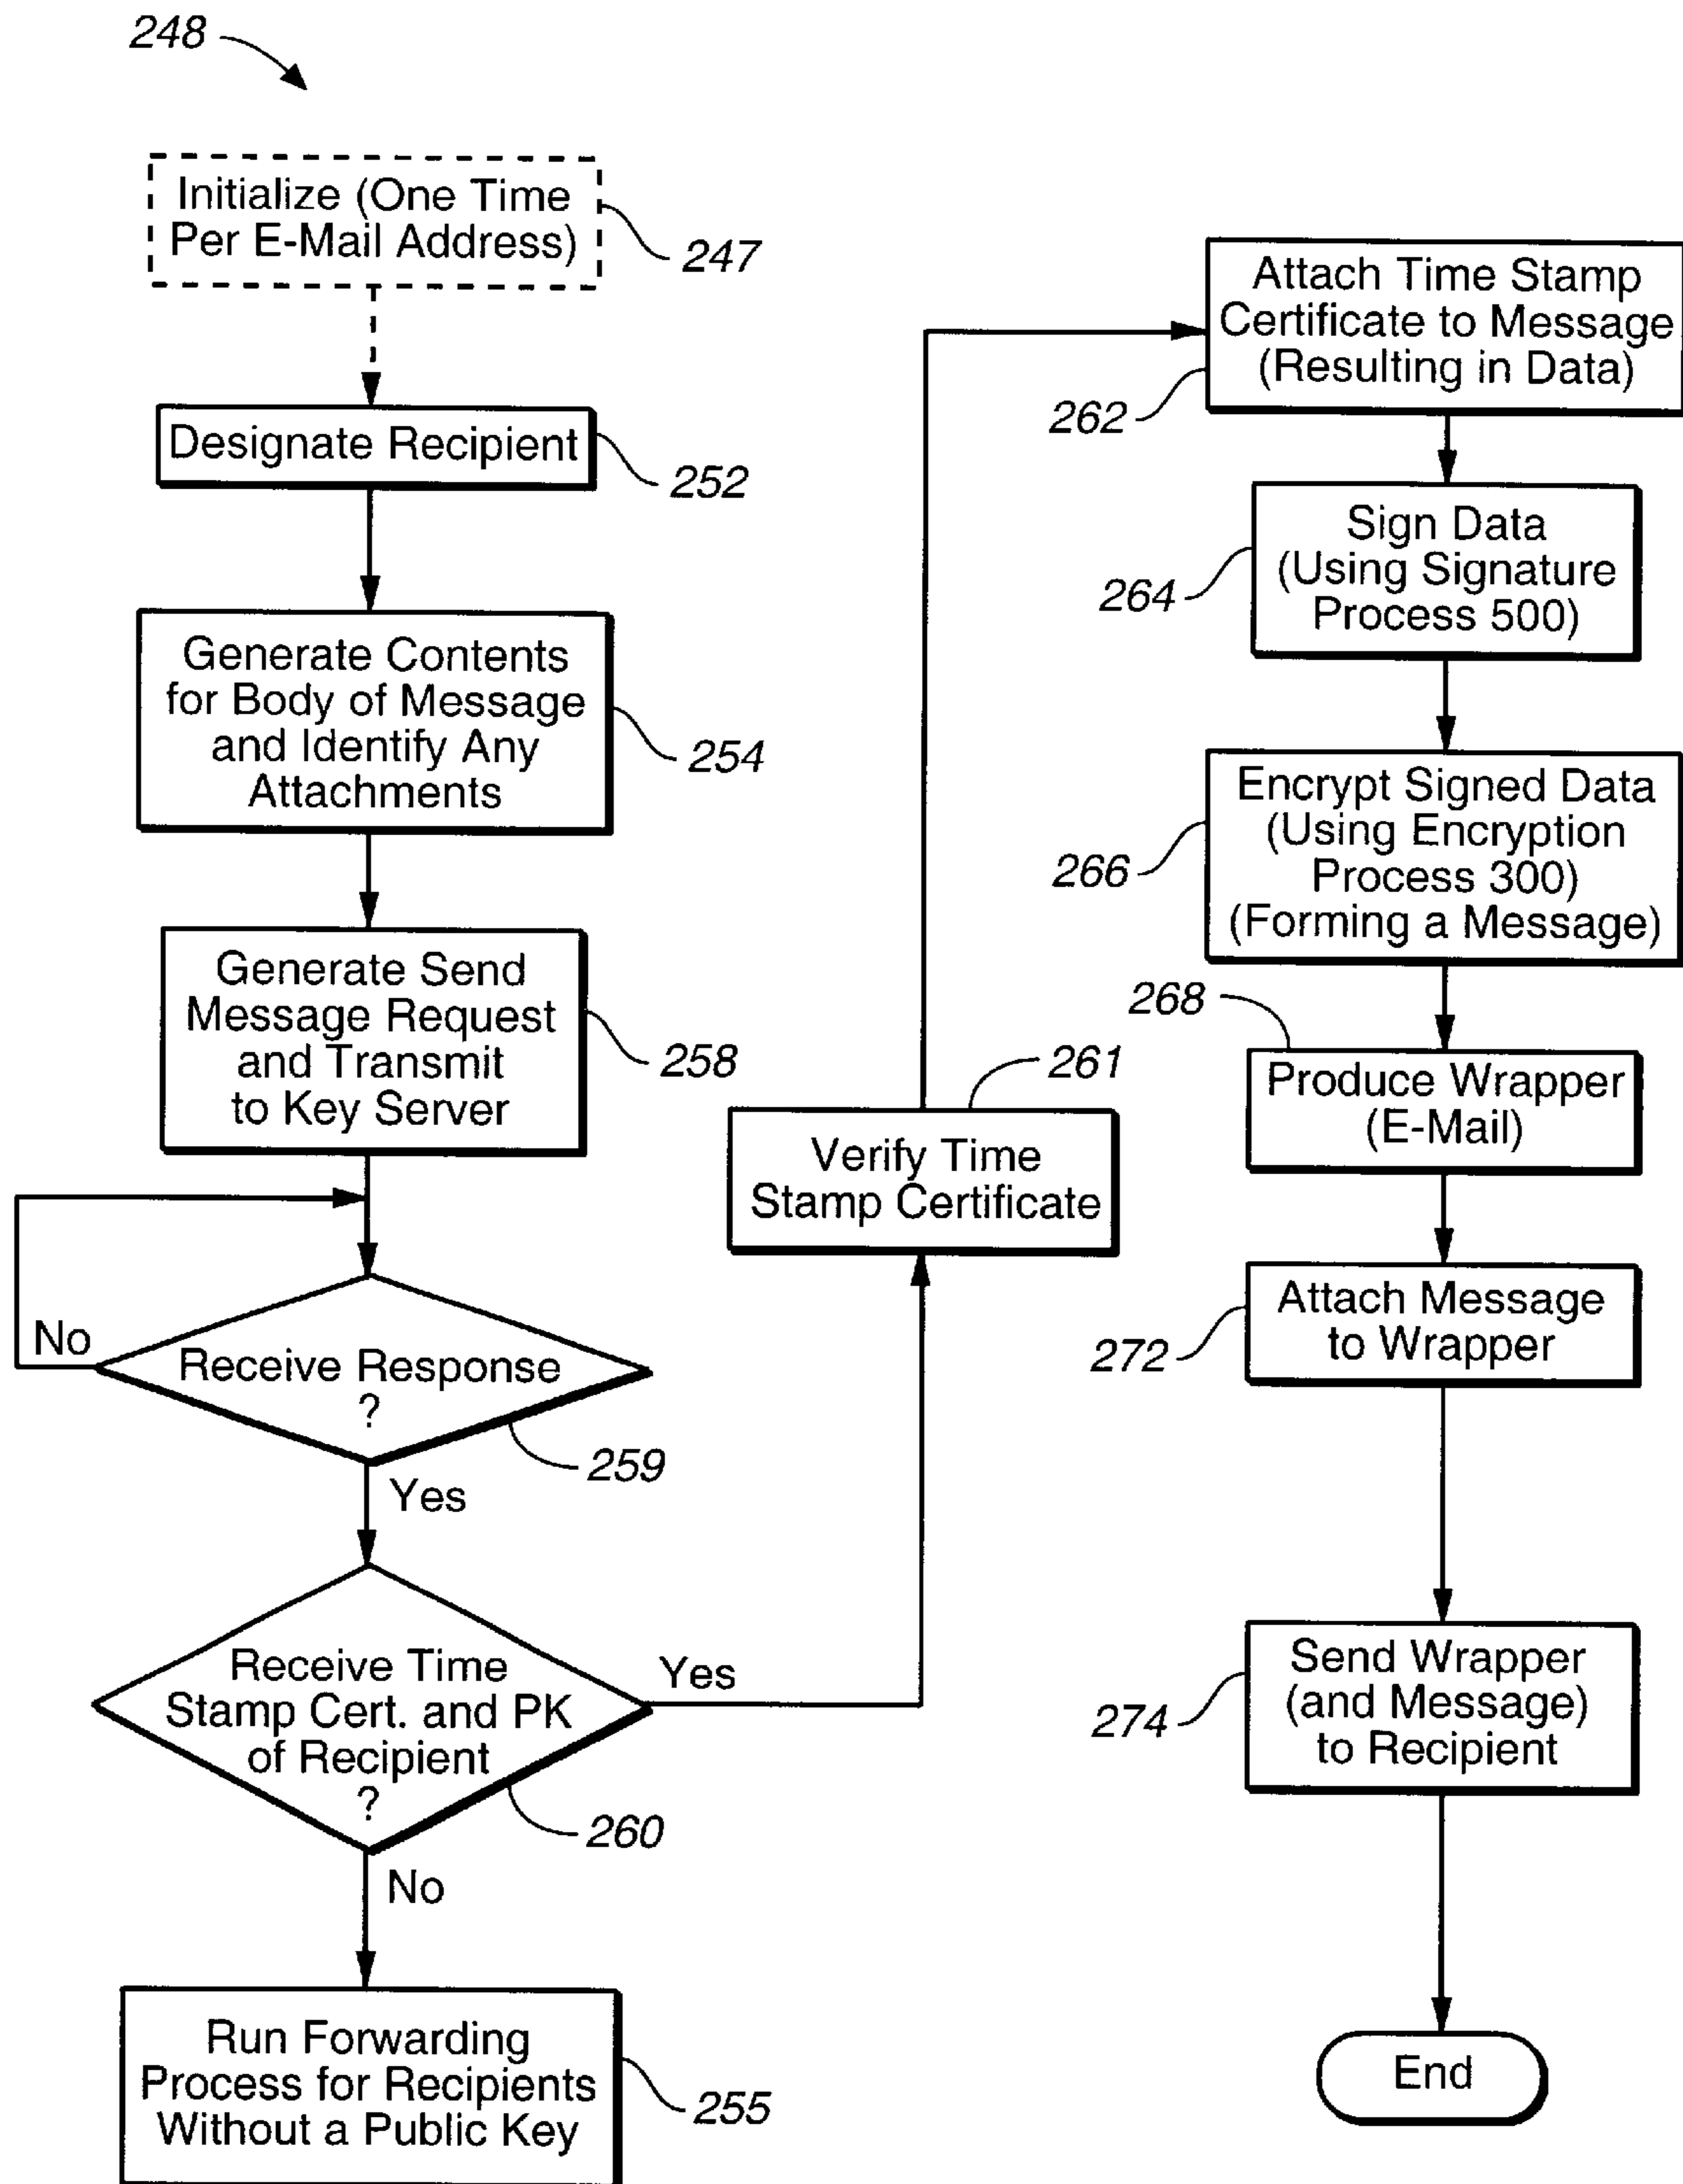 248
Initialize (One Time
Per E-Mail Address)
247
Designate Recipient
252
Generate Contents
for Body of Message
and Identify Any
Attachments
254
Generate Send
Message Request
and Transmit
to Key Server
258
No
Receive Response
?
259
Yes
Receive Time
Stamp Cert. and PK
of Recipient
?
260
Yes
No
Run Forwarding
Process for Recipients
Without a Public Key
255
261
Verify Time
Stamp Certificate
Attach Time Stamp
Certificate to Message
(Resulting in Data)
262
Sign Data
(Using Signature
Process 500)
264
Encrypt Signed Data
(Using Encryption
Process 300)
(Forming a Message)
266
268
Produce Wrapper
(E-Mail)
Attach Message
to Wrapper
272
Send Wrapper
(and Message)
to Recipient
274
End